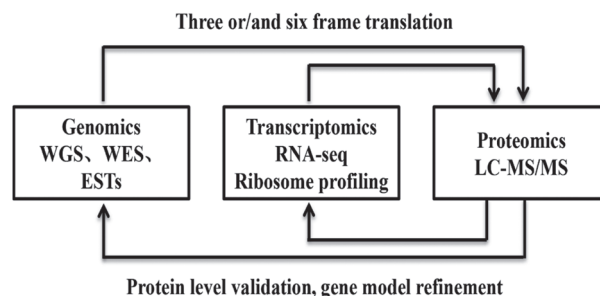 Three or/and six frame translation
Genomics
WGS、WES、
ESTs
Transcriptomics
RNA-seq
Ribosome profiling
Proteomics
LC-MS/MS
Protein level validation, gene model refinement